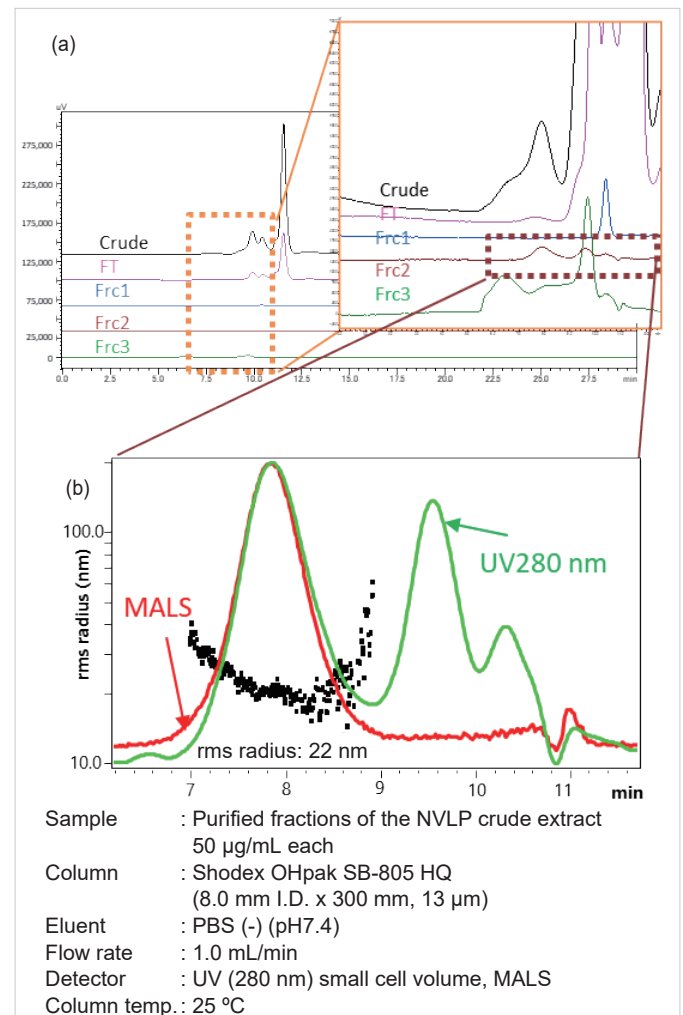 (a)
uV
275,000
225,000
175,000
125,000
75,000
25,000
0
Crude
FT
Frc1
Frc2
Frc3
0.0 2.5 5.0 7.5 10.0 12.5 15.0 17.5 20.0 22.5 25.0 27.5 min
Crude
FT
Frc1
Frc2
Frc3
(b)
100.0
rms radius (nm)
10.0
MALS
UV280 nm
rms radius: 22 nm
7 8 9 10 11 min
Sample : Purified fractions of the NVLP crude extract
50 µg/mL each
Column : Shodex OHpak SB-805 HQ
(8.0 mm I.D. x 300 mm, 13 µm)
Eluent : PBS (-) (pH7.4)
Flow rate : 1.0 mL/min
Detector : UV (280 nm) small cell volume, MALS
Column temp. : 25 ºC